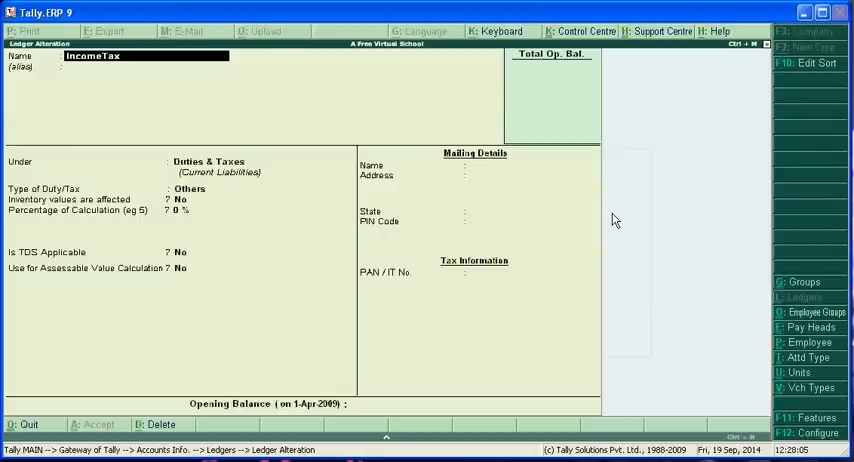 Tally.ERP 9
P: Print E: Export M: E-Mail O: Upload G: Language K: Keyboard K: Control Centre H: Support Centre H: Help
F3: Company
Ledger Alteration A Free Virtual School Ctrl + M
F3: New Cmp
Name : IncomeTax
(alias) :
Total Op. Bal.
F10: Edit Sort
Under : Duties & Taxes
(Current Liabilities)
Type of Duty/Tax : Others
Inventory values are affected ? No
Percentage of Calculation (eg 5) ? 0 %
Is TDS Applicable ? No
Use for Assessable Value Calculation ? No
Mailing Details
Name :
Address :
State :
PIN Code :
Tax Information
PAN / IT No. :
G: Groups
L: Ledgers
O: Employee Groups
F: Pay Heads
P: Employee
T: Attd Type
U: Units
V: Vch Types
F11: Features
F12: Configure
Opening Balance ( on 1-Apr-2009) :
Q: Quit A: Accept D: Delete
Ctrl + N
Tally MAIN --> Gateway of Tally --> Accounts Info. --> Ledgers --> Ledger Alteration (c) Tally Solutions Pvt. Ltd., 1988-2009 Fri, 19 Sep, 2014 12:28:05